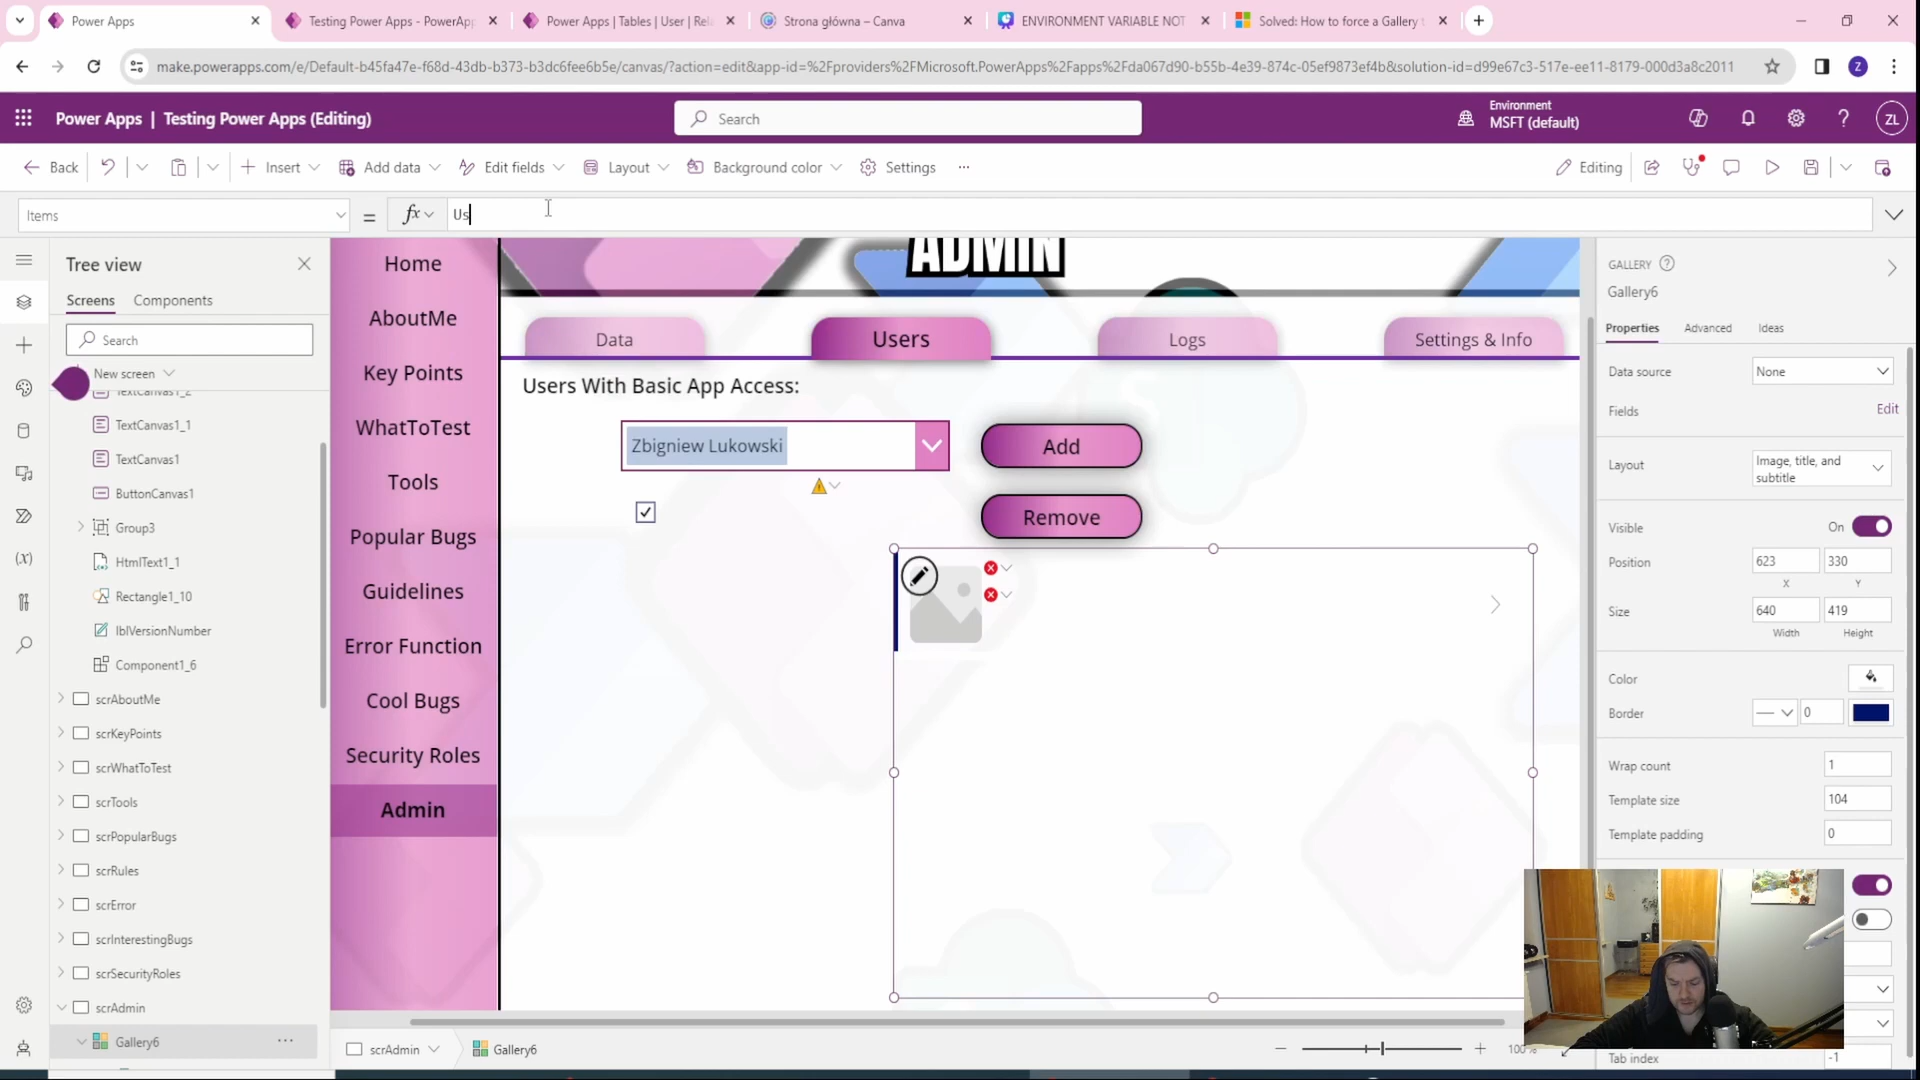 Power Apps
Testing Power Apps - PowerApp
Power Apps | Tables | User | Rel
Strona główna – Canva
ENVIRONMENT VARIABLE NOT
Solved: How to force a Gallery t
make.powerapps.com/e/Default-b45fa47e-f68d-43db-b373-b3dc6fee6b5e/canvas/?action=edit&app-id=%2Fproviders%2FMicrosoft.PowerApps%2Fapps%2Fda067d90-b55b-4e39-874c-05ef9873ef4b&solution-id=d99e67c3-517e-ee11-8179-000d3a8c2011
Z
Power Apps | Testing Power Apps (Editing)
Search
Environment
MSFT (default)
ZL
Back
Insert
Add data
Edit fields
Layout
Background color
Settings
Editing
Items
=
fx
Us
Tree view
Screens
Components
Search
New screen
TextCanvas1_2
TextCanvas1_1
TextCanvas1
ButtonCanvas1
Group3
HtmlText1_1
Rectangle1_10
lblVersionNumber
Component1_6
scrAboutMe
scrKeyPoints
scrWhatToTest
scrTools
scrPopularBugs
scrRules
scrError
scrInterestingBugs
scrSecurityRoles
scrAdmin
Gallery6
Home
AboutMe
Key Points
WhatToTest
Tools
Popular Bugs
Guidelines
Error Function
Cool Bugs
Security Roles
Admin
ADMIN
Data
Users
Logs
Settings & Info
Users With Basic App Access:
Zbigniew Lukowski
Add
Remove
scrAdmin
Gallery6
100%
GALLERY
Gallery6
Properties
Advanced
Ideas
Data source
None
Fields
Edit
Layout
Image, title, and
subtitle
Visible
On
Position
623
330
X
Y
Size
640
419
Width
Height
Color
Border
0
Wrap count
1
Template size
104
Template padding
0
Tab index
-1